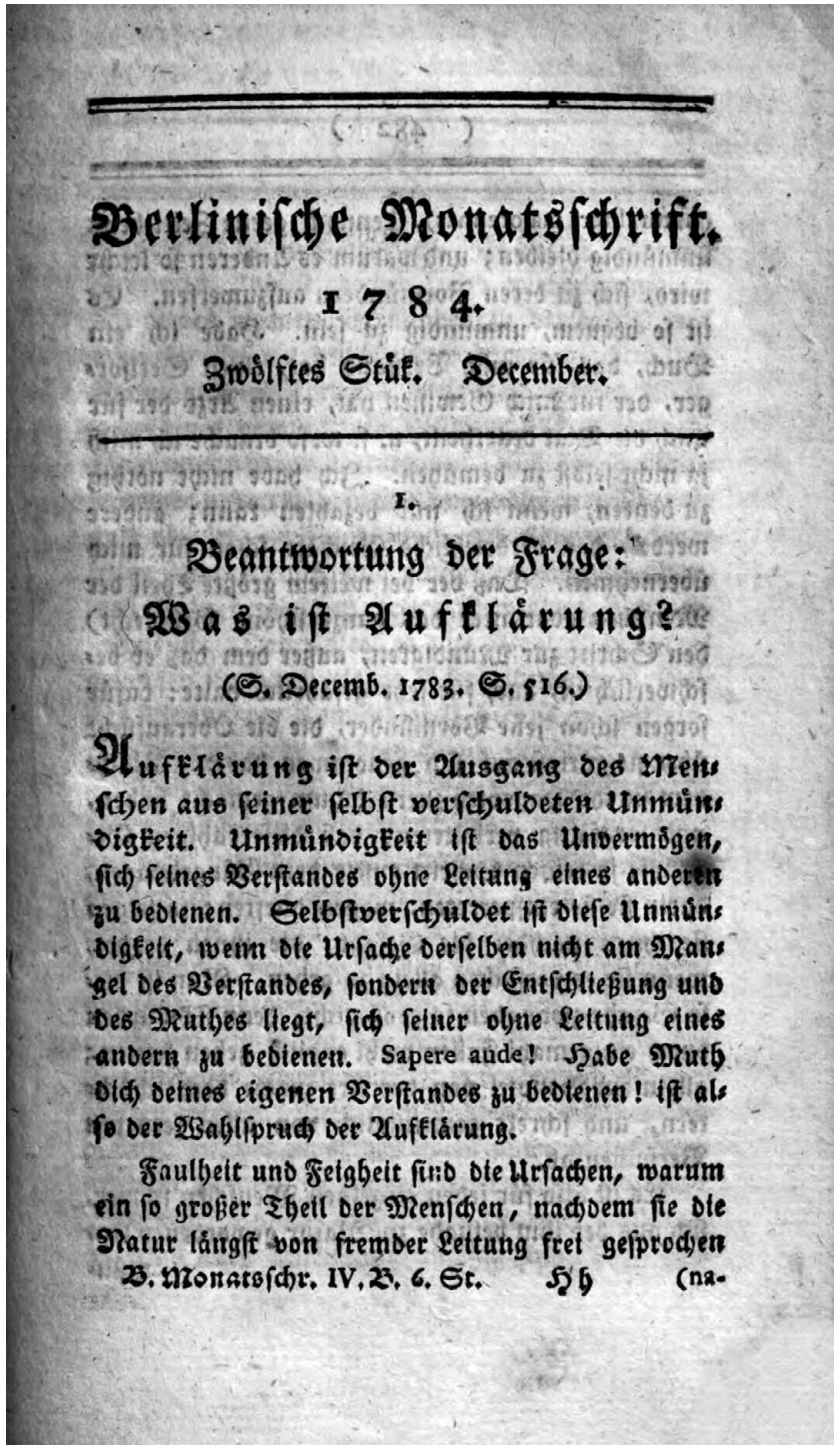 Berlinische Monatsschrift.
1784.
Zwölftes Stük. December.
1.
Beantwortung der Frage:
Was ist Aufklärung?
(S. Decemb. 1783. S. 516.)
Aufklärung ist der Ausgang des Men-
schen aus seiner selbst verschuldeten Unmün-
digkeit. Unmündigkeit ist das Unvermögen,
sich seines Verstandes ohne Leitung eines anderen
zu bedienen. Selbstverschuldet ist diese Unmün-
digkeit, wenn die Ursache derselben nicht am Man-
gel des Verstandes, sondern der Entschließung und
des Muthes liegt, sich seiner ohne Leitung eines
andern zu bedienen. Sapere aude! Habe Muth
dich deines eigenen Verstandes zu bedienen! ist al-
so der Wahlspruch der Aufklärung.
Faulheit und Feigheit sind die Ursachen, warum
ein so großer Theil der Menschen, nachdem sie die
Natur längst von fremder Leitung frei gesprochen
B. Monatsschr. IV. B. 6. St. Hh (na-